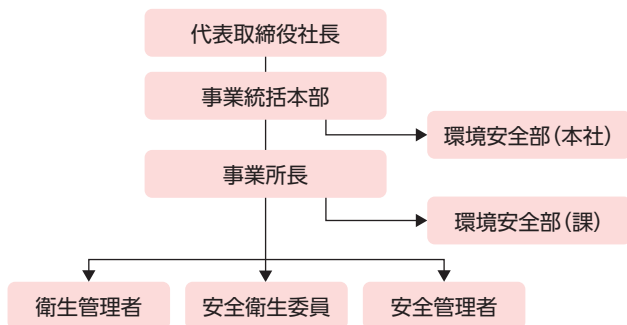 代表取締役社長
事業統括本部
環境安全部(本社)
事業所長
環境安全部(課)
衛生管理者
安全衛生委員
安全管理者